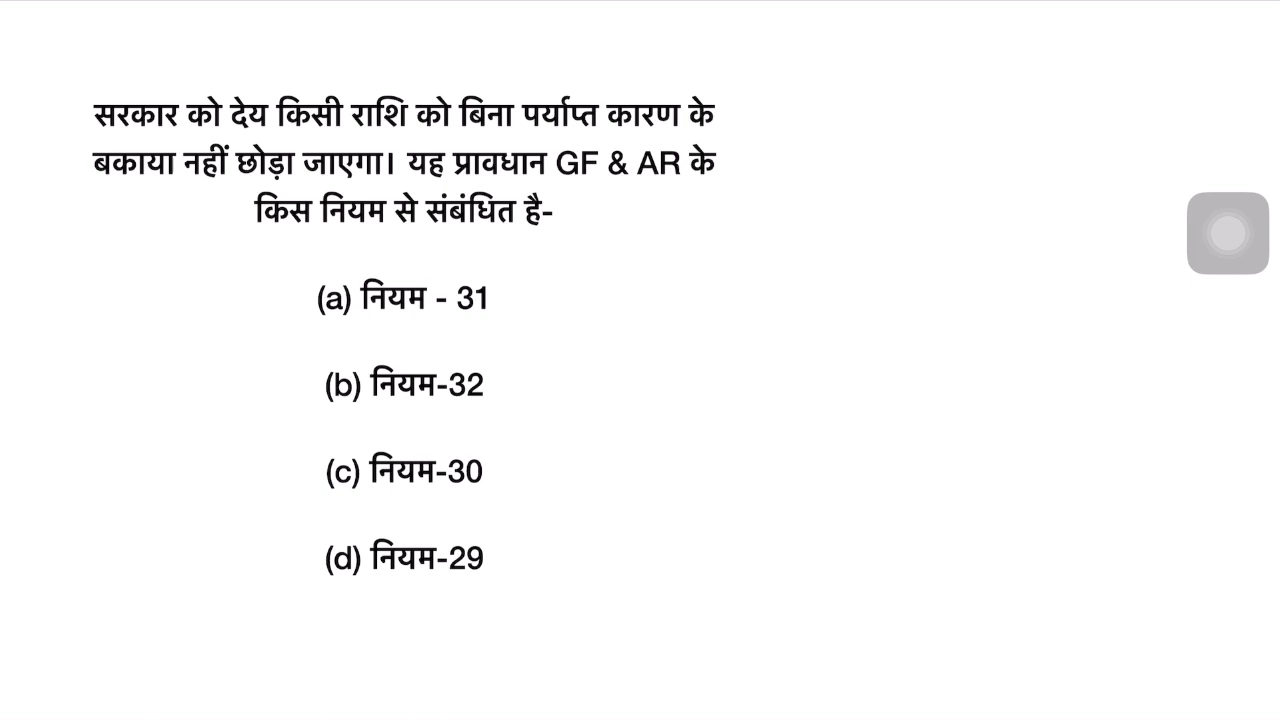 सरकार को देय किसी राशि को बिना पर्याप्त कारण के
बकाया नहीं छोड़ा जाएगा। यह प्रावधान GF & AR के
किस नियम से संबंधित है-
(a) नियम - 31
(b) नियम-32
(c) नियम-30
(d) नियम-29